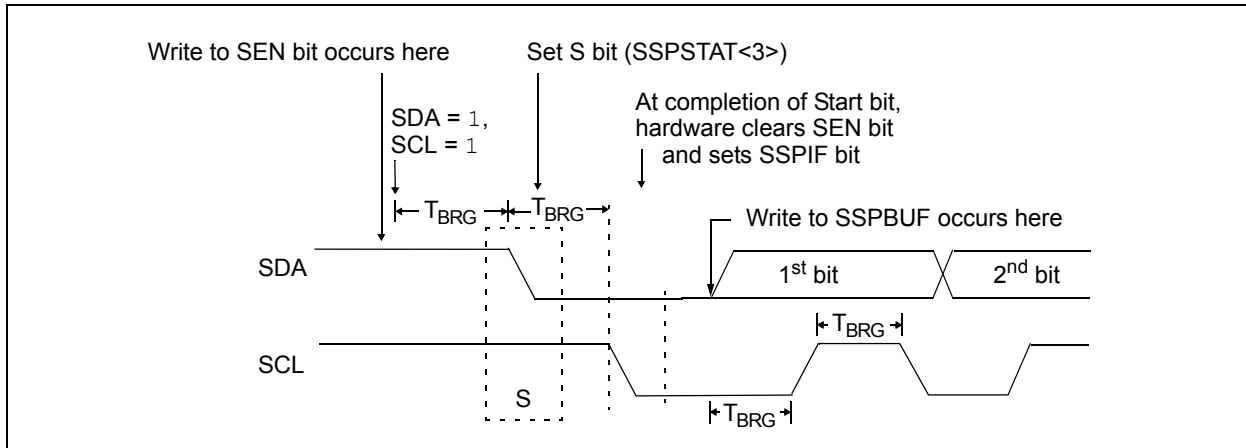 Write to SEN bit occurs here
Set S bit (SSPSTAT<3>)
SDA = 1,
SCL = 1
At completion of Start bit,
hardware clears SEN bit
and sets SSPIF bit
TBRG
TBRG
Write to SSPBUF occurs here
SDA
1st bit
2nd bit
TBRG
SCL
S
TBRG